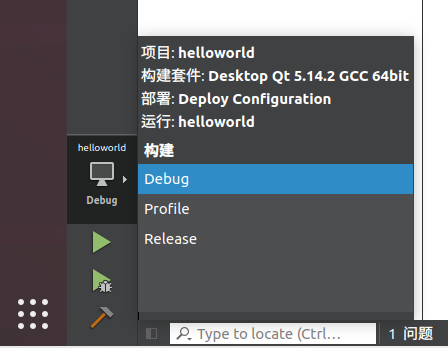 项目: helloworld
构建套件: Desktop Qt 5.14.2 GCC 64bit
部署: Deploy Configuration
运行: helloworld
构建
Debug
Profile
Release
helloworld
Debug
Type to locate (Ctrl...
1 问题